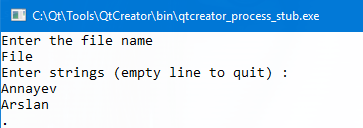 C:\Qt\Tools\QtCreator\bin\qtcreator_process_stub.exe
Enter the file name
File
Enter strings (empty line to quit) :
Annayev
Arslan
.